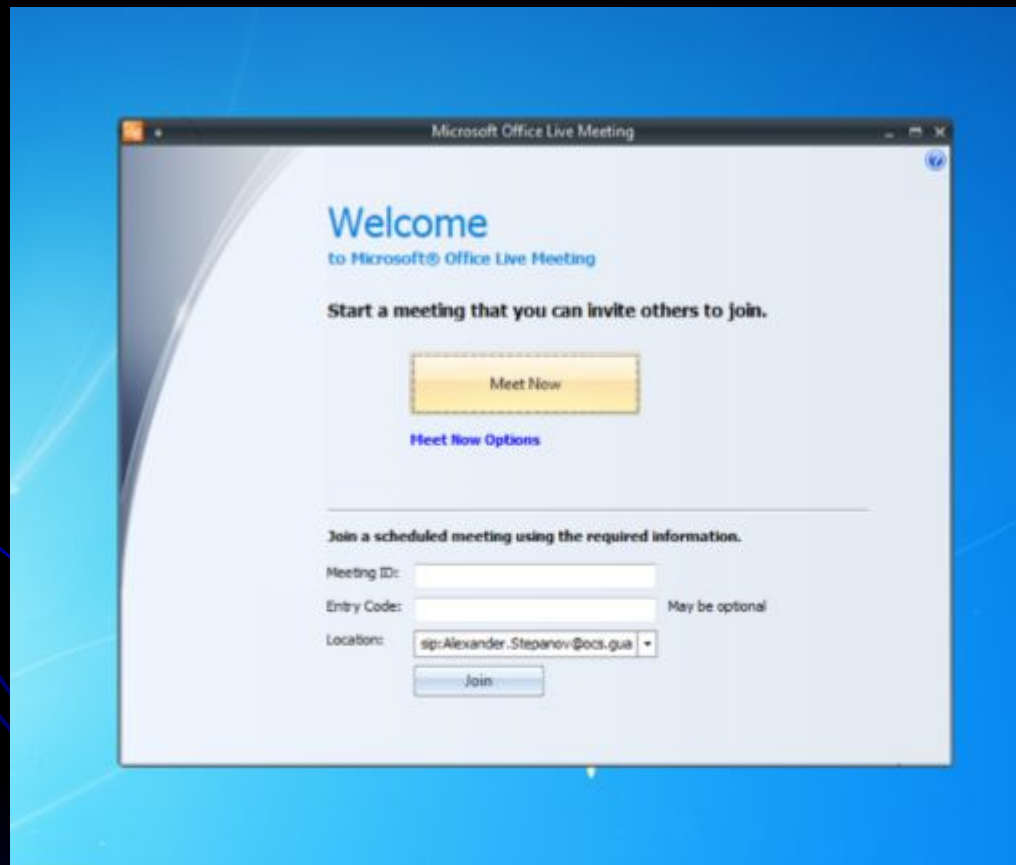 Microsoft Office Live Meeting
Welcome
to Microsoft® Office Live Meeting
Start a meeting that you can invite others to join.
Meet Now
Meet Now Options
Join a scheduled meeting using the required information.
Meeting ID:
Entry Code: May be optional
Location: sip:Alexander.Stepanov@ocs.gua
Join